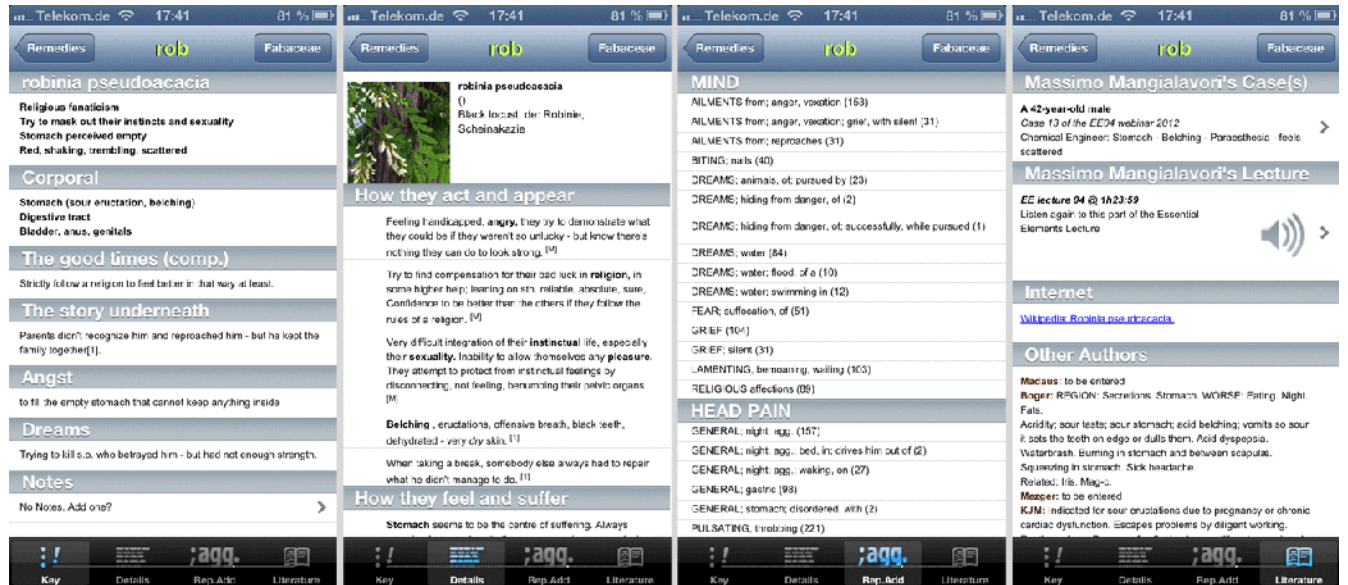 Telekom.de 17:41 81 %
Remedies rob Fabaceae
robinia pseudoacacia
Religious fanaticism
Try to mask out their instincts and sexuality
Stomach perceived empty
Red, shaking, trembling, scattered
Corporal
Stomach (sour eructation, belching)
Digestive tract
Bladder, anus, genitals
The good times (comp.)
Strictly follow a religion to feel better in that way at least.
The story underneath
Parents didn't recognize him and reproached him - but he kept the
family together[1].
Angst
to fill the empty stomach that cannot keep anything inside
Dreams
Trying to kill s.o. who betrayed him - but had not enough strength.
Notes
No Notes. Add one?
:! ;agg.
Key Details Rep.Add Literature
Telekom.de 17:41 81 %
Remedies rob Fabaceae
robinia pseudoacacia
()
Black locust, de: Robinie,
Scheinakazie
How they act and appear
Feeling handicapped, angry, they try to demonstrate what
they could be if they weren't so unlucky - but know there's
nothing they can do to look strong. [M]
Try to find compensation for their bad luck in religion, in
some higher help; leaning on sth. reliable, absolute, sure,
Confidence to be better than the others if they follow the
rules of a religion. [M]
Very difficult integration of their instinctual life, especially
their sexuality. Inability to allow themselves any pleasure.
They attempt to protect from instinctual feelings by
disconnecting, not feeling, benumbing their pelvic organs
[M]
Belching , eructations, offensive breath, black teeth,
dehydrated - very dry skin. [1]
When taking a break, somebody else always had to repair
what he didn't manage to do. [1]
How they feel and suffer
Stomach seems to be the centre of suffering. Always
:! ;agg.
Key Details Rep.Add Literature
Telekom.de 17:41 81 %
Remedies rob Fabaceae
MIND
AILMENTS from; anger, vexation (153)
AILMENTS from; anger, vexation; grief, with silent (31)
AILMENTS from; reproaches (31)
BITING; nails (40)
DREAMS; animals, of; pursued by (23)
DREAMS; hiding from danger, of (2)
DREAMS; hiding from danger, of; successfully, while pursued (1)
DREAMS; water (84)
DREAMS; water; flood, of a (10)
DREAMS; water; swimming in (12)
FEAR; suffocation, of (51)
GRIEF (104)
GRIEF; silent (31)
LAMENTING, bemoaning, wailing (103)
RELIGIOUS affections (89)
HEAD PAIN
GENERAL; night agg. (157)
GENERAL; night agg.; bed, in; drives him out of (2)
GENERAL; night agg.; waking, on (27)
GENERAL; gastric (98)
GENERAL; stomach; disordered, with (2)
PULSATING, throbbing (221)
:! ;agg.
Key Details Rep.Add Literature
Telekom.de 17:41 81 %
Remedies rob Fabaceae
Massimo Mangialavori's Case(s)
A 42-year-old male
Case 13 of the EE04 webinar 2012
Chemical Engineer: Stomach - Belching - Paraesthesia - feels
scattered
Massimo Mangialavori's Lecture
EE lecture 04 @ 1h23:59
Listen again to this part of the Essential
Elements Lecture
Internet
Wikipedia: Robinia pseudoacacia.
Other Authors
Madaus: to be entered
Boger: REGION: Secretions. Stomach. WORSE: Eating. Night.
Fats.
Acridity; sour taste; sour stomach; acid belching; vomits so sour
it sets the teeth on edge or dulls them. Acid dyspepsia.
Waterbrash. Burning in stomach and between scapulae.
Squeezing in stomach. Sick headache.
Related: Iris. Mag-c.
Mezger: to be entered
KJM: Indicated for sour eructations due to pregnancy or chronic
cardiac dysfunction. Escapes problems by diligent working.
:! ;agg.
Key Details Rep.Add Literature